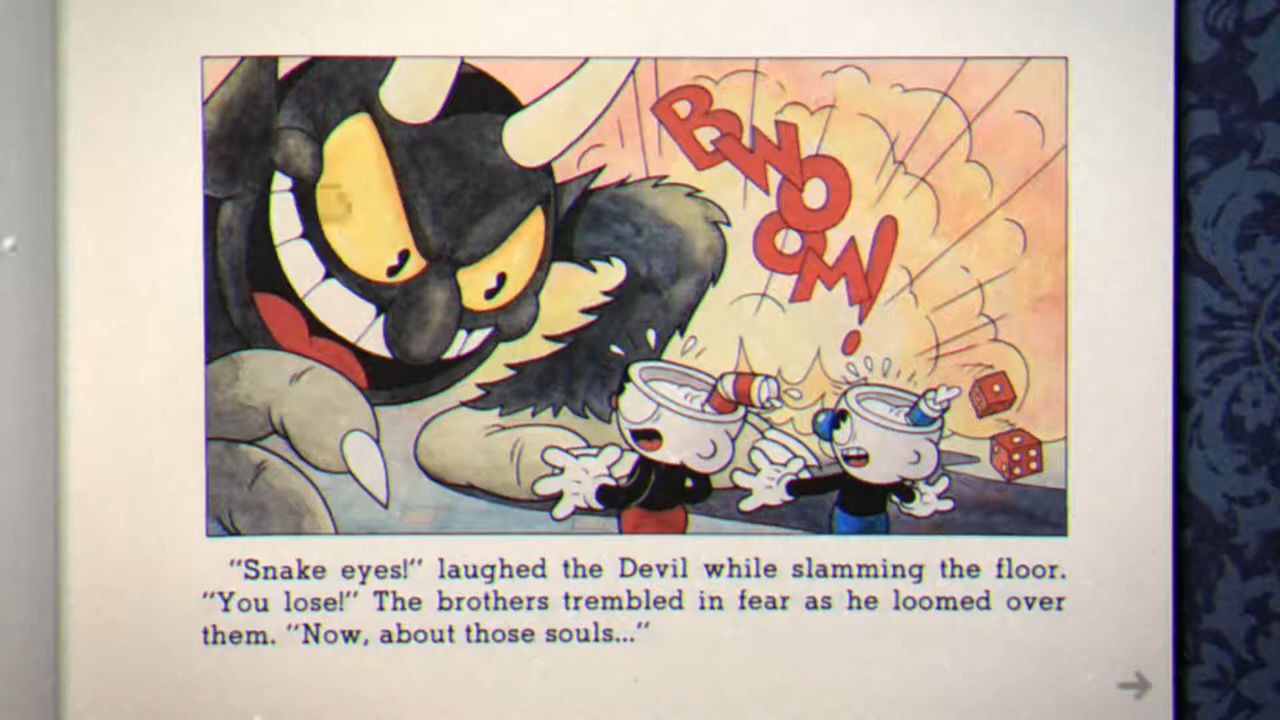 BWOOM!
“Snake eyes!” laughed the Devil while slamming the floor.
“You lose!” The brothers trembled in fear as he loomed over
them. “Now, about those souls...”